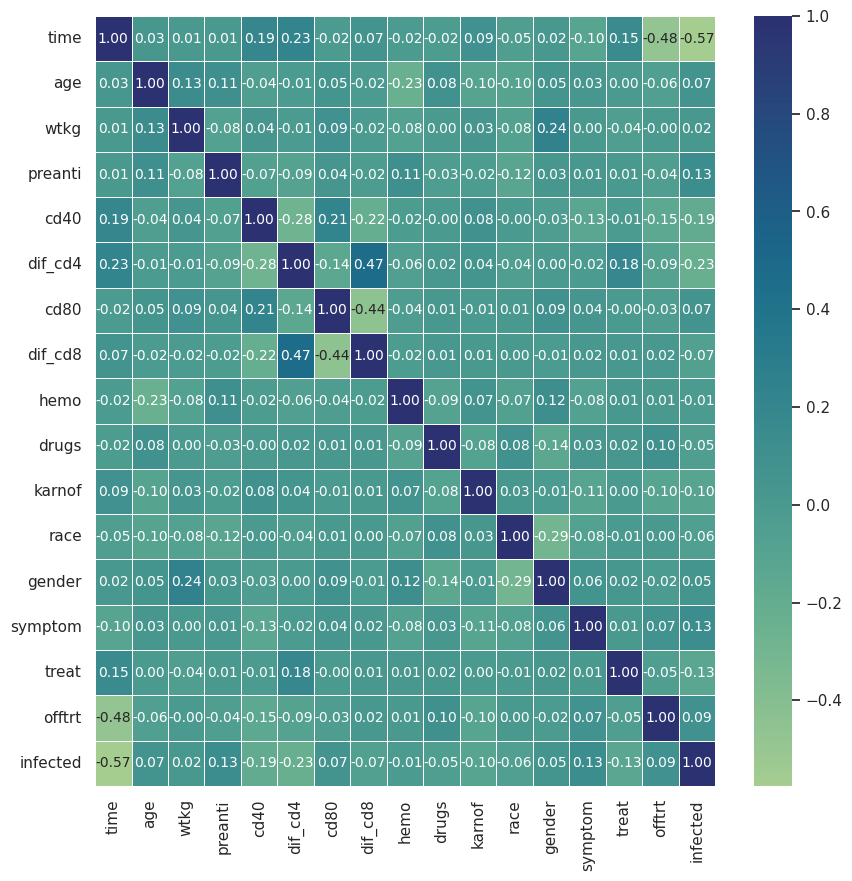 time 1.00 0.03 0.01 0.01 0.19 0.23 -0.02 0.07 -0.02 -0.02 0.09 -0.05 0.02 -0.10 0.15 -0.48 -0.57
age 0.03 1.00 0.13 0.11 -0.04 -0.01 0.05 -0.02 -0.23 0.08 -0.10 -0.10 0.05 0.03 0.00 -0.06 0.07
wtkg 0.01 0.13 1.00 -0.08 0.04 -0.01 0.09 -0.02 -0.08 0.00 0.03 -0.08 0.24 0.00 -0.04 -0.00 0.02
preanti 0.01 0.11 -0.08 1.00 -0.07 -0.09 0.04 -0.02 0.11 -0.03 -0.02 -0.12 0.03 0.01 0.01 -0.04 0.13
cd40 0.19 -0.04 0.04 -0.07 1.00 -0.28 0.21 -0.22 -0.02 -0.00 0.08 -0.00 -0.03 -0.13 -0.01 -0.15 -0.19
dif_cd4 0.23 -0.01 -0.01 -0.09 -0.28 1.00 -0.14 0.47 -0.06 0.02 0.04 -0.04 0.00 -0.02 0.18 -0.09 -0.23
cd80 -0.02 0.05 0.09 0.04 0.21 -0.14 1.00 -0.44 -0.04 0.01 -0.01 0.01 0.09 0.04 -0.00 -0.03 0.07
dif_cd8 0.07 -0.02 -0.02 -0.02 -0.22 0.47 -0.44 1.00 -0.02 0.01 0.01 0.00 -0.01 0.02 0.01 0.02 -0.07
hemo -0.02 -0.23 -0.08 0.11 -0.02 -0.06 -0.04 -0.02 1.00 -0.09 0.07 -0.07 0.12 -0.08 0.01 0.01 -0.01
drugs -0.02 0.08 0.00 -0.03 -0.00 0.02 0.01 0.01 -0.09 1.00 -0.08 0.08 -0.14 0.03 0.02 0.10 -0.05
karnof 0.09 -0.10 0.03 -0.02 0.08 0.04 -0.01 0.01 0.07 -0.08 1.00 0.03 -0.01 -0.11 0.00 -0.10 -0.10
race -0.05 -0.10 -0.08 -0.12 -0.00 -0.04 0.01 0.00 -0.07 0.08 0.03 1.00 -0.29 -0.08 -0.01 0.00 -0.06
gender 0.02 0.05 0.24 0.03 -0.03 0.00 0.09 -0.01 0.12 -0.14 -0.01 -0.29 1.00 0.06 0.02 -0.02 0.05
symptom -0.10 0.03 0.00 0.01 -0.13 -0.02 0.04 0.02 -0.08 0.03 -0.11 -0.08 0.06 1.00 0.01 0.07 0.13
treat 0.15 0.00 -0.04 0.01 -0.01 0.18 -0.00 0.01 0.01 0.02 0.00 -0.01 0.02 0.01 1.00 -0.05 -0.13
offtrt -0.48 -0.06 -0.00 -0.04 -0.15 -0.09 -0.03 0.02 0.01 0.10 -0.10 0.00 -0.02 0.07 -0.05 1.00 0.09
infected -0.57 0.07 0.02 0.13 -0.19 -0.23 0.07 -0.07 -0.01 -0.05 -0.10 -0.06 0.05 0.13 -0.13 0.09 1.00
time age wtkg preanti cd40 dif_cd4 cd80 dif_cd8 hemo drugs karnof race gender symptom treat offtrt infected
1.0
0.8
0.6
0.4
0.2
0.0
−0.2
−0.4